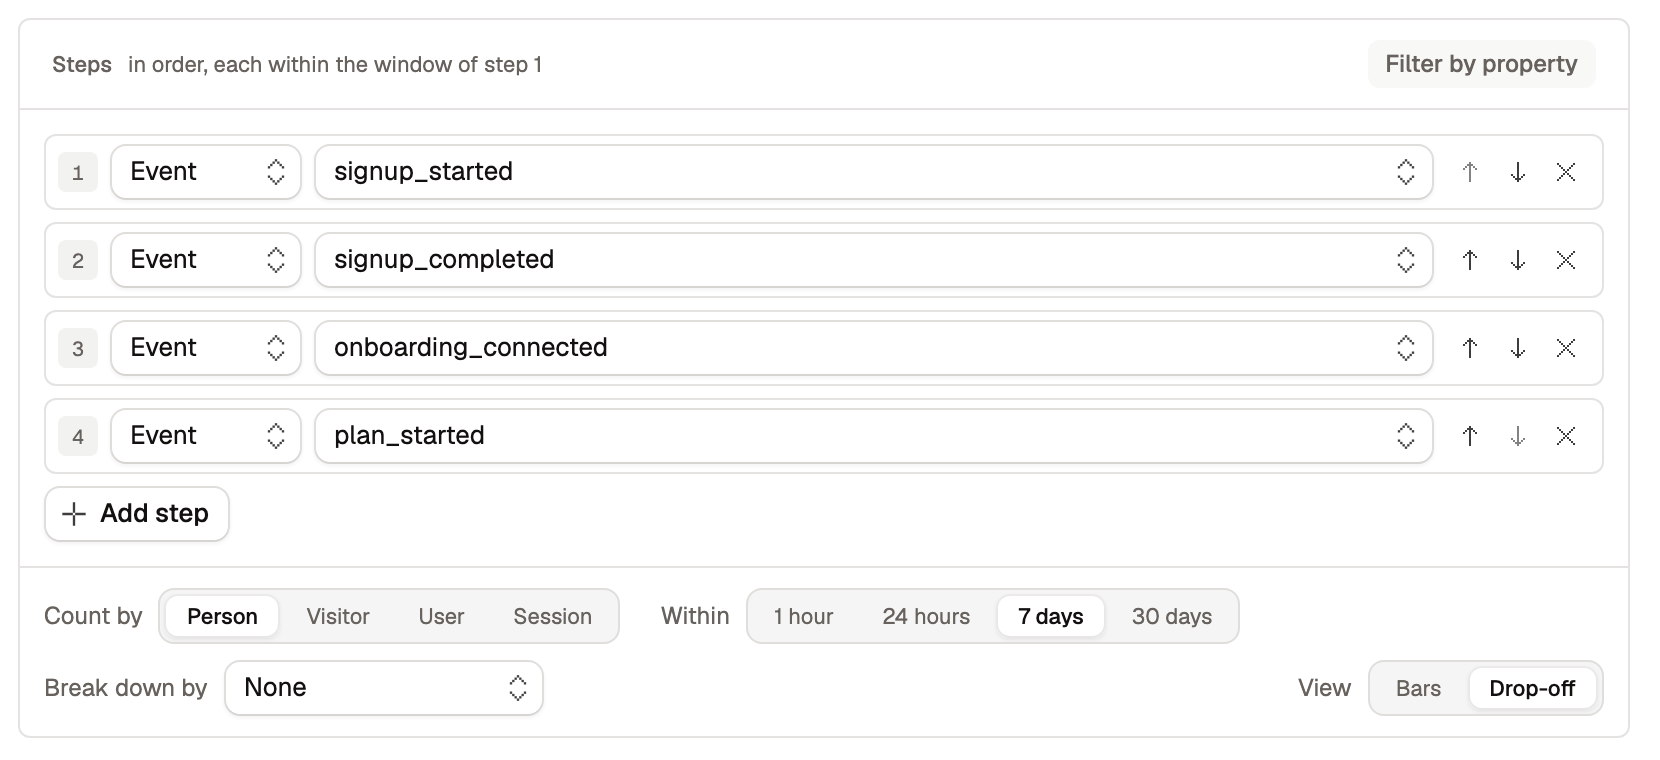 Steps in order, each within the window of step 1 Filter by property
1 Event signup_started
2 Event signup_completed
3 Event onboarding_connected
4 Event plan_started
Add step
Count by Person Visitor User Session Within 1 hour 24 hours 7 days 30 days
Break down by None View Bars Drop-off